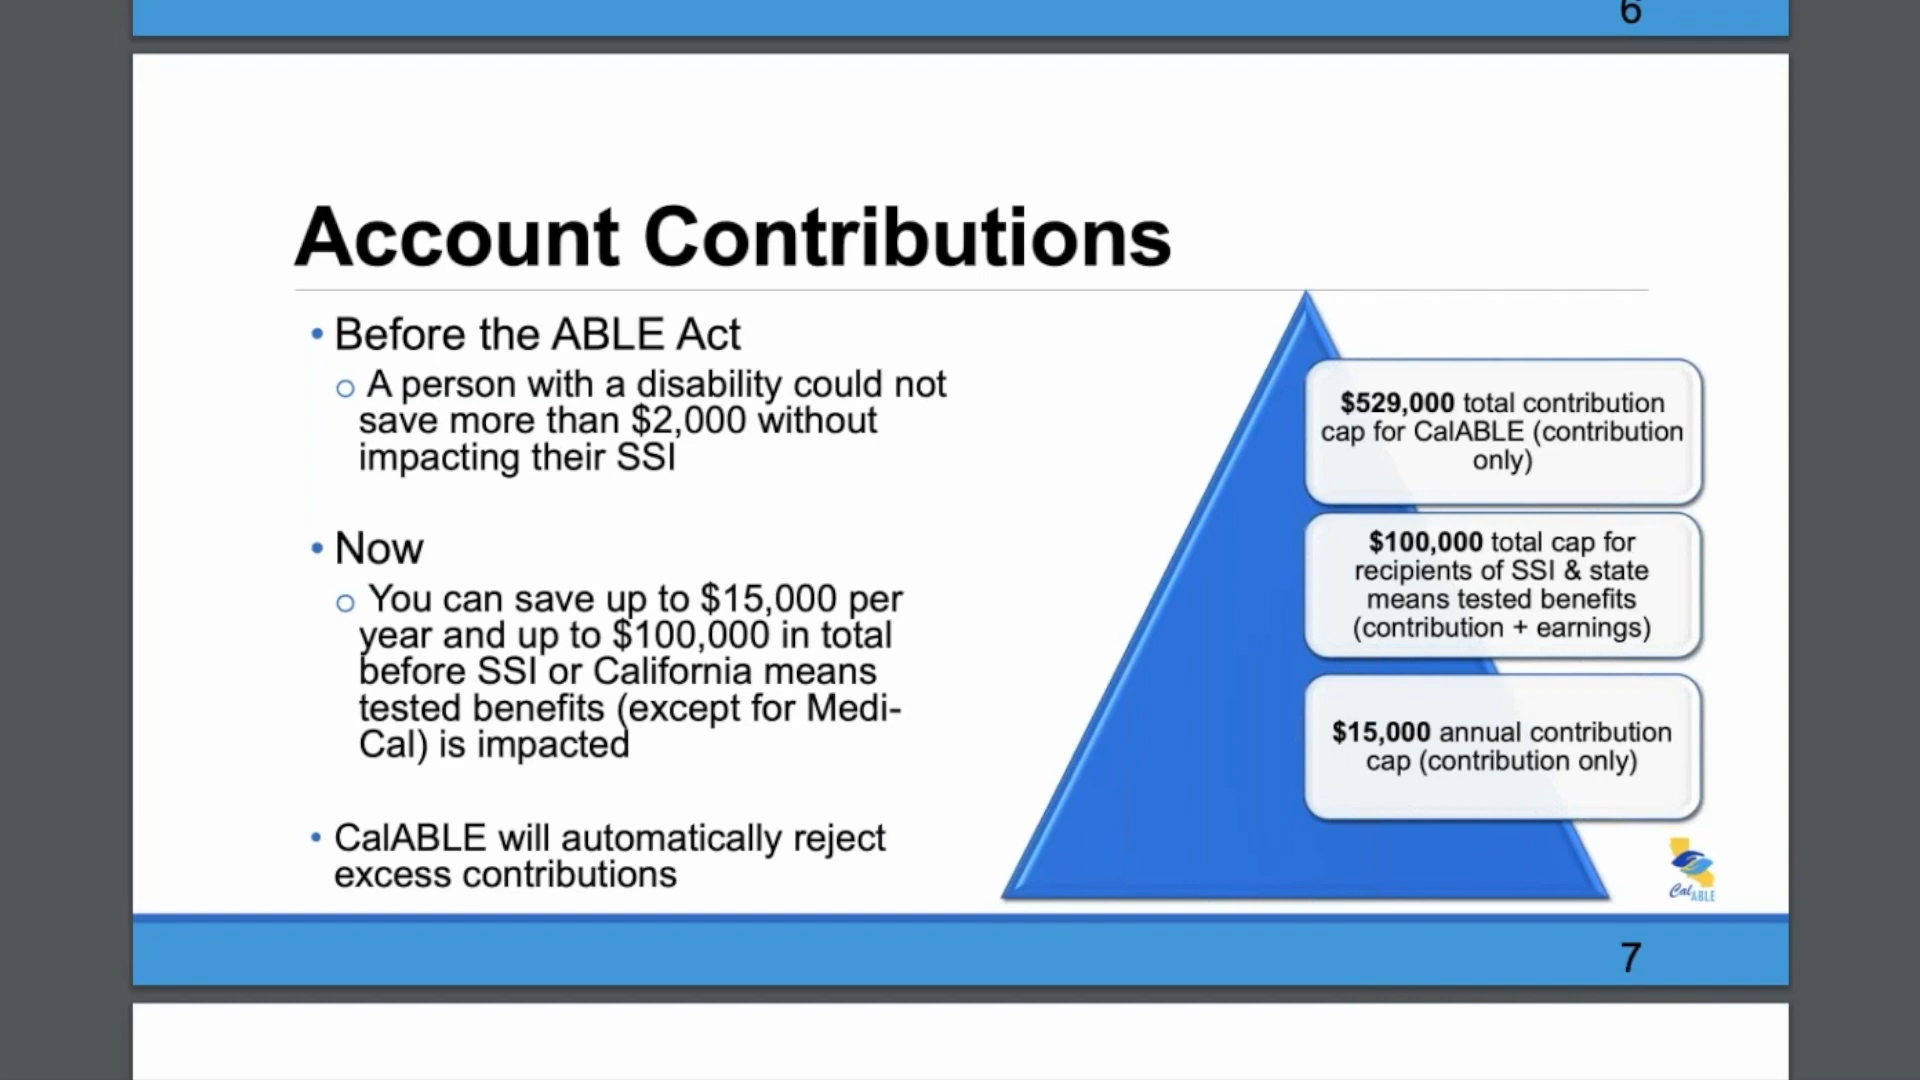 6
Account Contributions
• Before the ABLE Act
o A person with a disability could not
save more than $2,000 without
impacting their SSI
• Now
o You can save up to $15,000 per
year and up to $100,000 in total
before SSI or California means
tested benefits (except for Medi-
Cal) is impacted
• CalABLE will automatically reject
excess contributions
$529,000 total contribution
cap for CalABLE (contribution
only)
$100,000 total cap for
recipients of SSI & state
means tested benefits
(contribution + earnings)
$15,000 annual contribution
cap (contribution only)
CalABLE
7